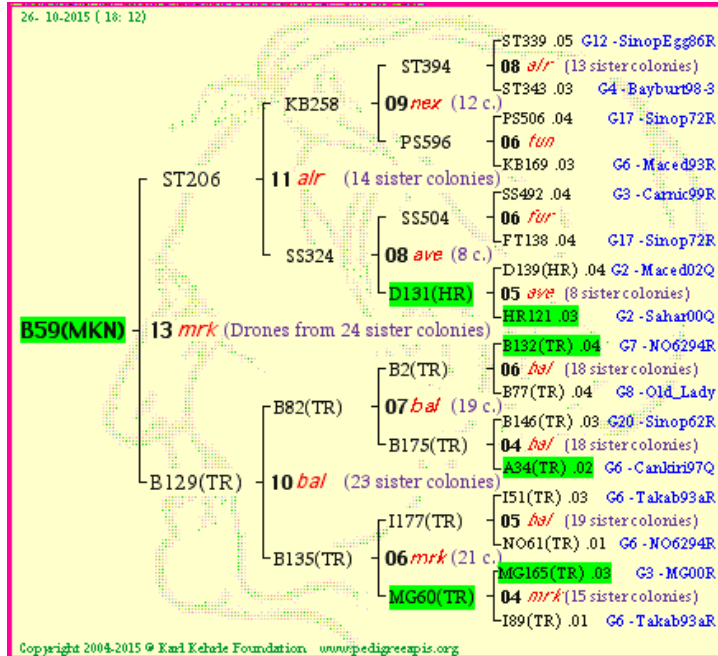 26- 10-2015 ( 18: 12)
ST339 .05 G12 -SinopEgg86R
ST394
08 alr (13 sister colonies)
ST343 .03 G4 -Bayburt98-3
KB258
09 nex (12 c.)
PS506 .04 G17 -Sinop72R
PS596
06 fun
KB169 .03 G6 -Maced93R
ST206
11 alr (14 sister colonies)
SS492 .04 G3 -Carnic99R
SS504
06 fur
FT138 .04 G17 -Sinop72R
SS324
08 ave (8 c.)
D139(HR) .04 G2 -Maced02Q
D131(HR)
05 ave (8 sister colonies)
HR121 .03 G2 -Sahar00Q
B59(MKN)
13 mrk (Drones from 24 sister colonies)
B132(TR) .04 G7 -NO6294R
B2(TR)
06 bal (18 sister colonies)
B77(TR) .04 G8 -Old_Lady
B82(TR)
07 bal (19 c.)
B146(TR) .03 G20 -Sinop62R
B175(TR)
04 bal (18 sister colonies)
A34(TR) .02 G6 -Cankiri97Q
B129(TR)
10 bal (23 sister colonies)
I51(TR) .03 G6 -Takab93aR
I177(TR)
05 bal (19 sister colonies)
NO61(TR) .01 G6 -NO6294R
B135(TR)
06 mrk (21 c.)
MG165(TR) .03 G3 -MG00R
MG60(TR)
04 mrk (15 sister colonies)
I89(TR) .01 G6 -Takab93aR
Copyright 2004-2015 @ Karl Kehrle Foundation www.pedigreeapis.org